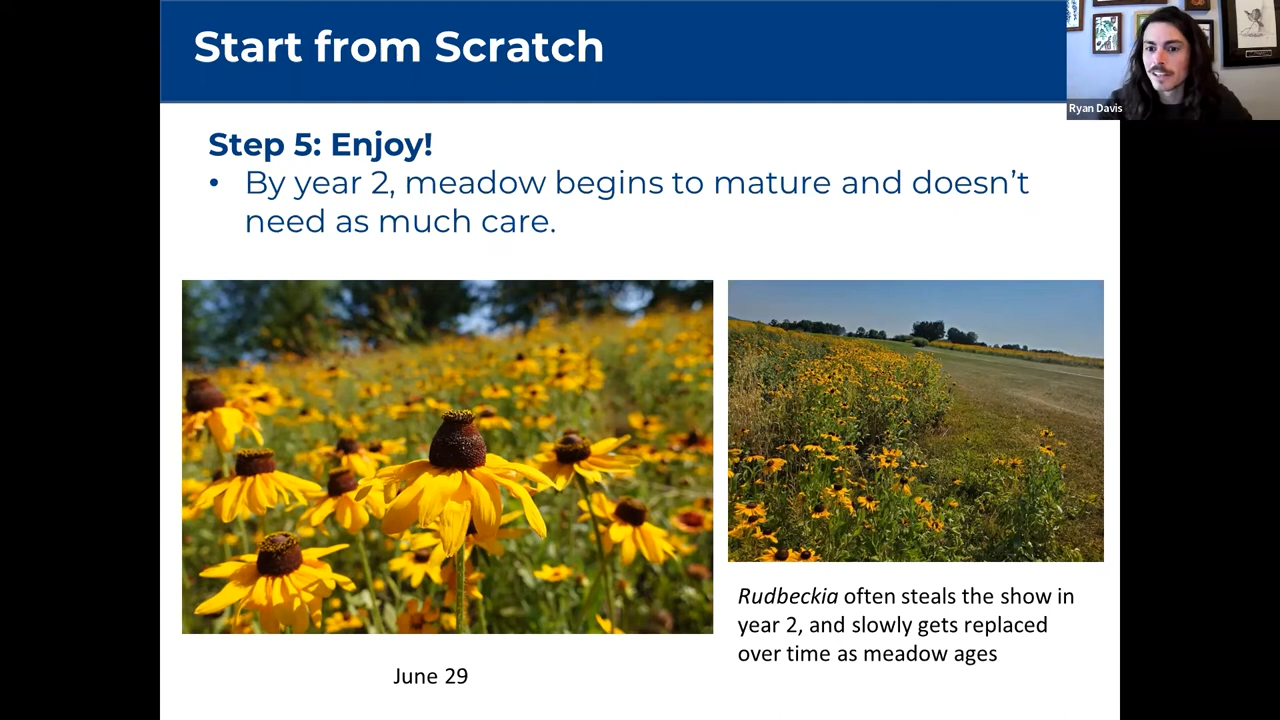 Start from Scratch
Ryan Davis
Step 5: Enjoy!
• By year 2, meadow begins to mature and doesn't
need as much care.
Rudbeckia often steals the show in
year 2, and slowly gets replaced
over time as meadow ages
June 29